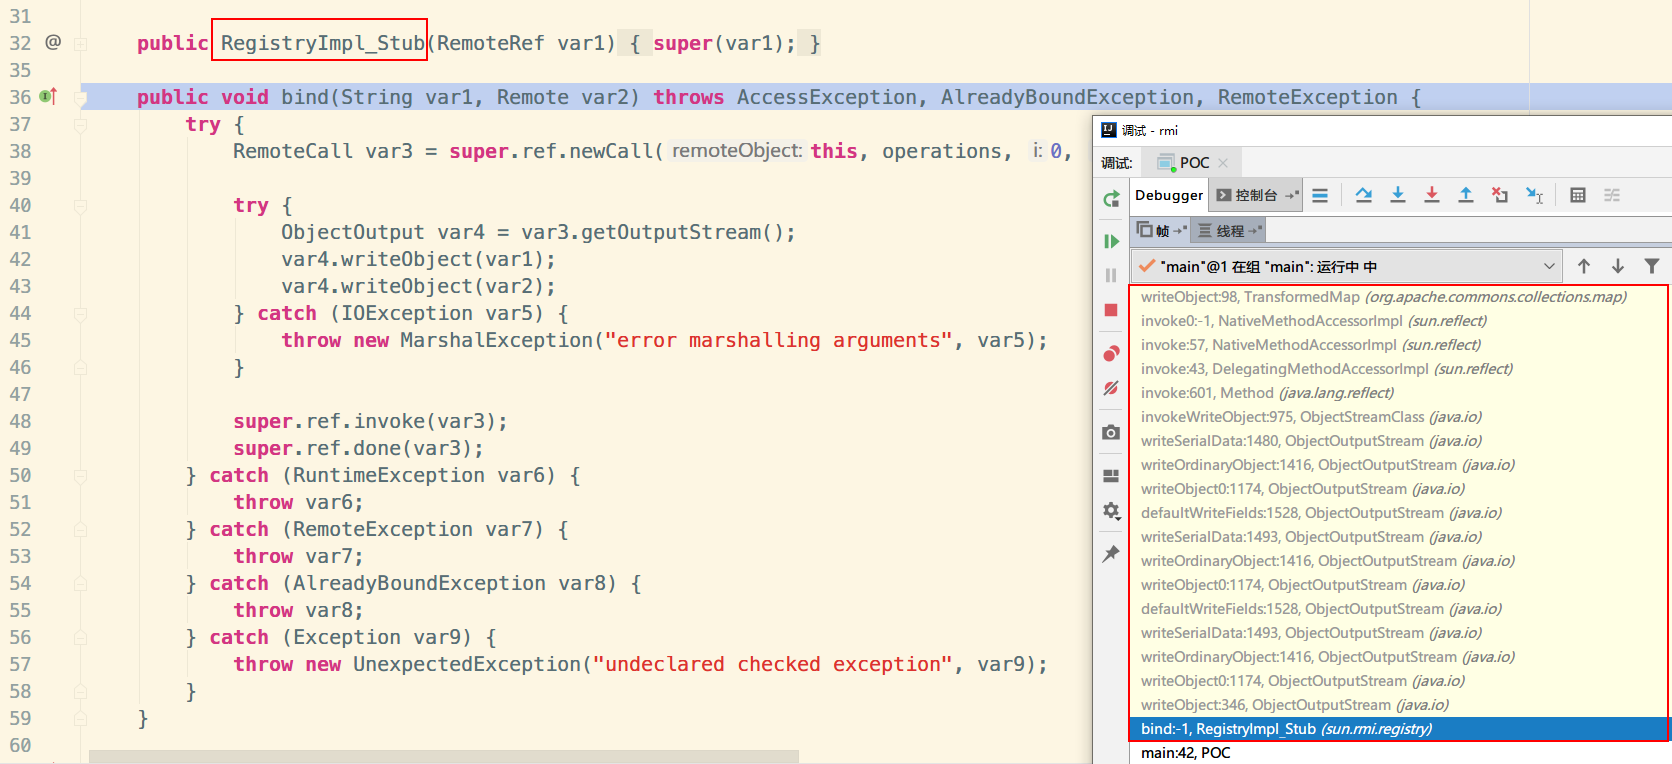 31
32 @ public RegistryImpl_Stub(RemoteRef var1) { super(var1); }
35
36 public void bind(String var1, Remote var2) throws AccessException, AlreadyBoundException, RemoteException {
37 try {
38 RemoteCall var3 = super.ref.newCall( remoteObject: this, operations, i: 0,
39
40 try {
41 ObjectOutput var4 = var3.getOutputStream();
42 var4.writeObject(var1);
43 var4.writeObject(var2);
44 } catch (IOException var5) {
45 throw new MarshalException("error marshalling arguments", var5);
46 }
47
48 super.ref.invoke(var3);
49 super.ref.done(var3);
50 } catch (RuntimeException var6) {
51 throw var6;
52 } catch (RemoteException var7) {
53 throw var7;
54 } catch (AlreadyBoundException var8) {
55 throw var8;
56 } catch (Exception var9) {
57 throw new UnexpectedException("undeclared checked exception", var9);
58 }
59 }
60
调试 - rmi
调试: POC
Debugger 控制台
帧 线程
"main"@1 在组 "main": 运行中 中
writeObject:98, TransformedMap (org.apache.commons.collections.map)
invoke0:-1, NativeMethodAccessorImpl (sun.reflect)
invoke:57, NativeMethodAccessorImpl (sun.reflect)
invoke:43, DelegatingMethodAccessorImpl (sun.reflect)
invoke:601, Method (java.lang.reflect)
invokeWriteObject:975, ObjectStreamClass (java.io)
writeSerialData:1480, ObjectOutputStream (java.io)
writeOrdinaryObject:1416, ObjectOutputStream (java.io)
writeObject0:1174, ObjectOutputStream (java.io)
defaultWriteFields:1528, ObjectOutputStream (java.io)
writeSerialData:1493, ObjectOutputStream (java.io)
writeOrdinaryObject:1416, ObjectOutputStream (java.io)
writeObject0:1174, ObjectOutputStream (java.io)
defaultWriteFields:1528, ObjectOutputStream (java.io)
writeSerialData:1493, ObjectOutputStream (java.io)
writeOrdinaryObject:1416, ObjectOutputStream (java.io)
writeObject0:1174, ObjectOutputStream (java.io)
writeObject:346, ObjectOutputStream (java.io)
bind:-1, RegistryImpl_Stub (sun.rmi.registry)
main:42, POC